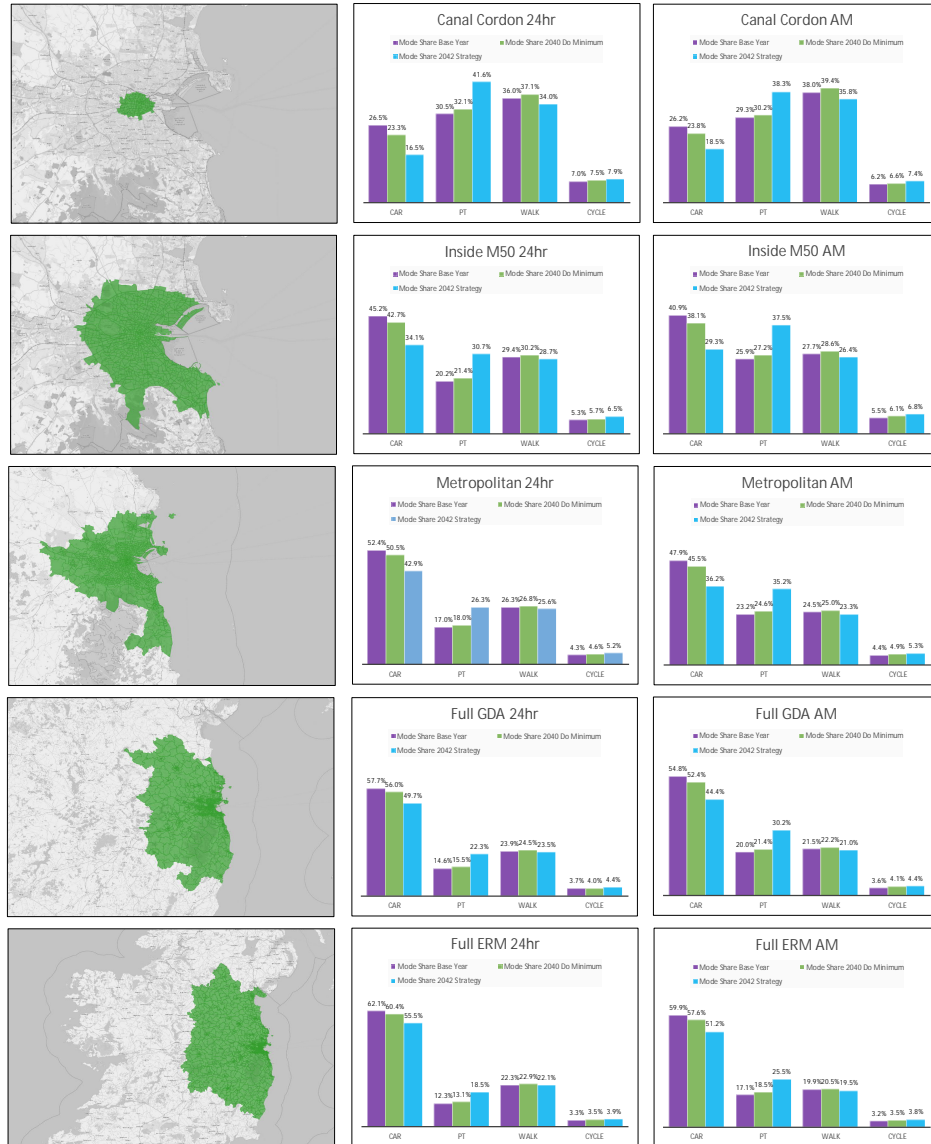 Canal Cordon 24hr
Mode Share Base Year Mode Share 2040 Do Minimum
Mode Share 2042 Strategy
26.5% 23.3% 16.5% 30.5% 32.1% 41.6% 36.0% 37.1% 34.0% 7.0% 7.5% 7.9%
CAR PT WALK CYCLE
Canal Cordon AM
Mode Share Base Year Mode Share 2040 Do Minimum
Mode Share 2042 Strategy
26.2% 23.8% 18.5% 29.3% 30.2% 38.3% 38.0% 39.4% 35.8% 6.2% 6.6% 7.4%
CAR PT WALK CYCLE
Inside M50 24hr
Mode Share Base Year Mode Share 2040 Do Minimum
Mode Share 2042 Strategy
45.2% 42.7% 34.1% 20.2% 21.4% 30.7% 29.4% 30.2% 28.7% 5.3% 5.7% 6.5%
CAR PT WALK CYCLE
Inside M50 AM
Mode Share Base Year Mode Share 2040 Do Minimum
Mode Share 2042 Strategy
40.9% 38.1% 29.3% 25.9% 27.2% 37.5% 27.7% 28.6% 26.4% 5.5% 6.1% 6.8%
CAR PT WALK CYCLE
Metropolitan 24hr
Mode Share Base Year Mode Share 2040 Do Minimum
Mode Share 2042 Strategy
52.4% 50.5% 42.9% 17.0% 18.0% 26.3% 26.3% 26.8% 25.6% 4.3% 4.6% 5.2%
CAR PT WALK CYCLE
Metropolitan AM
Mode Share Base Year Mode Share 2040 Do Minimum
Mode Share 2042 Strategy
47.9% 45.5% 36.2% 23.2% 24.6% 35.2% 24.5% 25.0% 23.3% 4.4% 4.9% 5.3%
CAR PT WALK CYCLE
Full GDA 24hr
Mode Share Base Year Mode Share 2040 Do Minimum
Mode Share 2042 Strategy
57.7% 56.0% 49.7% 14.6% 15.5% 22.3% 23.9% 24.5% 23.5% 3.7% 4.0% 4.4%
CAR PT WALK CYCLE
Full GDA AM
Mode Share Base Year Mode Share 2040 Do Minimum
Mode Share 2042 Strategy
54.8% 52.4% 44.4% 20.0% 21.4% 30.2% 21.5% 22.2% 21.0% 3.6% 4.1% 4.4%
CAR PT WALK CYCLE
Full ERM 24hr
Mode Share Base Year Mode Share 2040 Do Minimum
Mode Share 2042 Strategy
62.1% 60.4% 55.5% 12.3% 13.1% 18.5% 22.3% 22.9% 22.1% 3.3% 3.5% 3.9%
CAR PT WALK CYCLE
Full ERM AM
Mode Share Base Year Mode Share 2040 Do Minimum
Mode Share 2042 Strategy
59.9% 57.6% 51.2% 17.1% 18.5% 25.5% 19.9% 20.5% 19.5% 3.2% 3.5% 3.8%
CAR PT WALK CYCLE